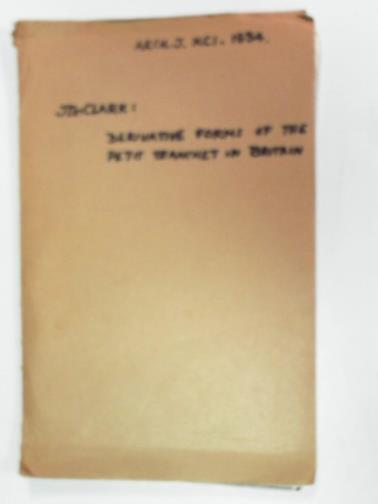 ARCH. J. XCI. 1934.
J.G.CLARK:
DERIVATIVE FORMS OF THE
PETIT TRANCHET IN BRITAIN